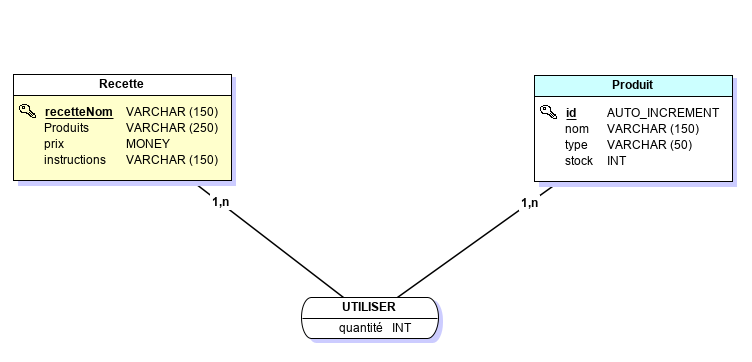 Recette
recetteNom VARCHAR (150)
Produits VARCHAR (250)
prix MONEY
instructions VARCHAR (150)
Produit
id AUTO_INCREMENT
nom VARCHAR (150)
type VARCHAR (50)
stock INT
1,n
1,n
UTILISER
quantité INT